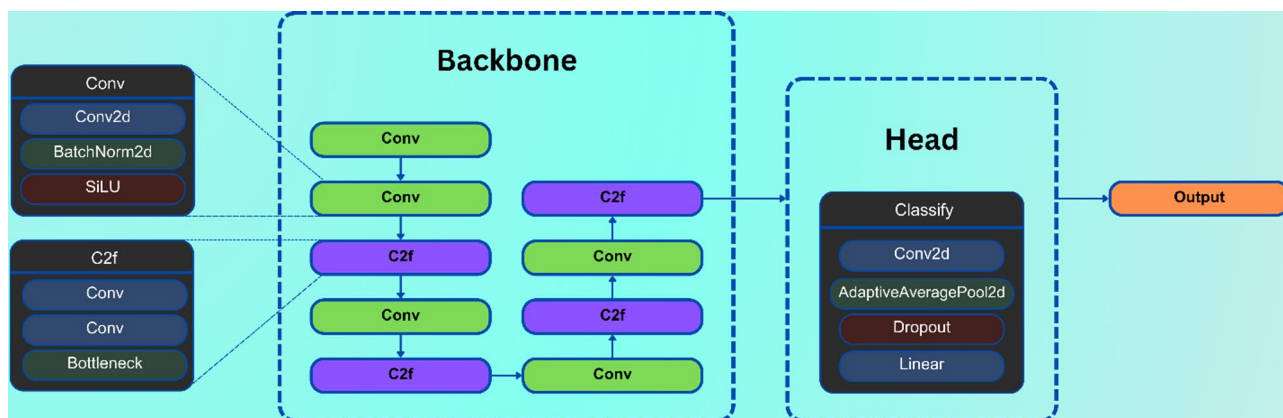 Conv
Conv2d
BatchNorm2d
SiLU
C2f
Conv
Conv
Bottleneck
Backbone
Conv
Conv
C2f
Conv
C2f
Conv
C2f
Conv
C2f
Head
Classify
Conv2d
AdaptiveAveragePool2d
Dropout
Linear
Output